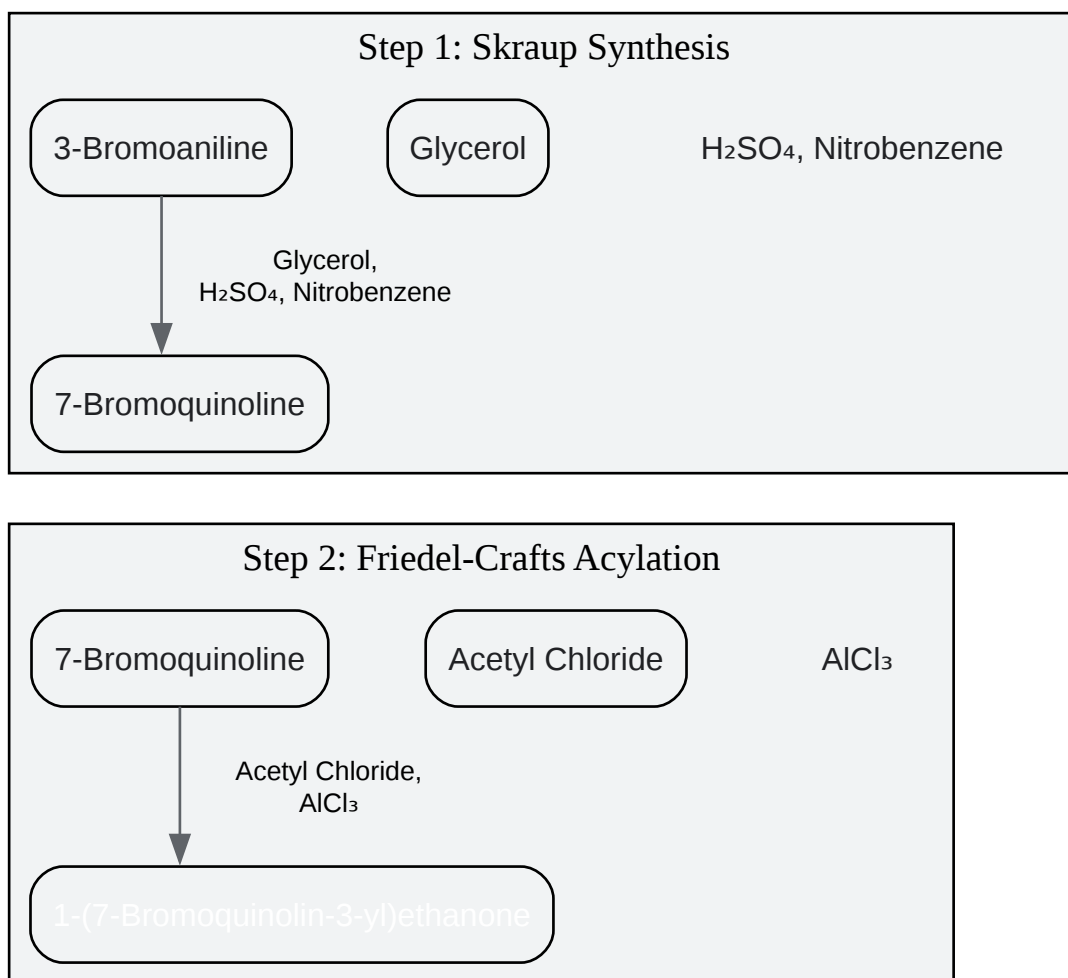 Step 1: Skraup Synthesis
3-Bromoaniline
Glycerol
H₂SO₄, Nitrobenzene
Glycerol,
H₂SO₄, Nitrobenzene
7-Bromoquinoline
Step 2: Friedel-Crafts Acylation
7-Bromoquinoline
Acetyl Chloride
AlCl₃
Acetyl Chloride,
AlCl₃
1-(7-Bromoquinolin-3-yl)ethanone